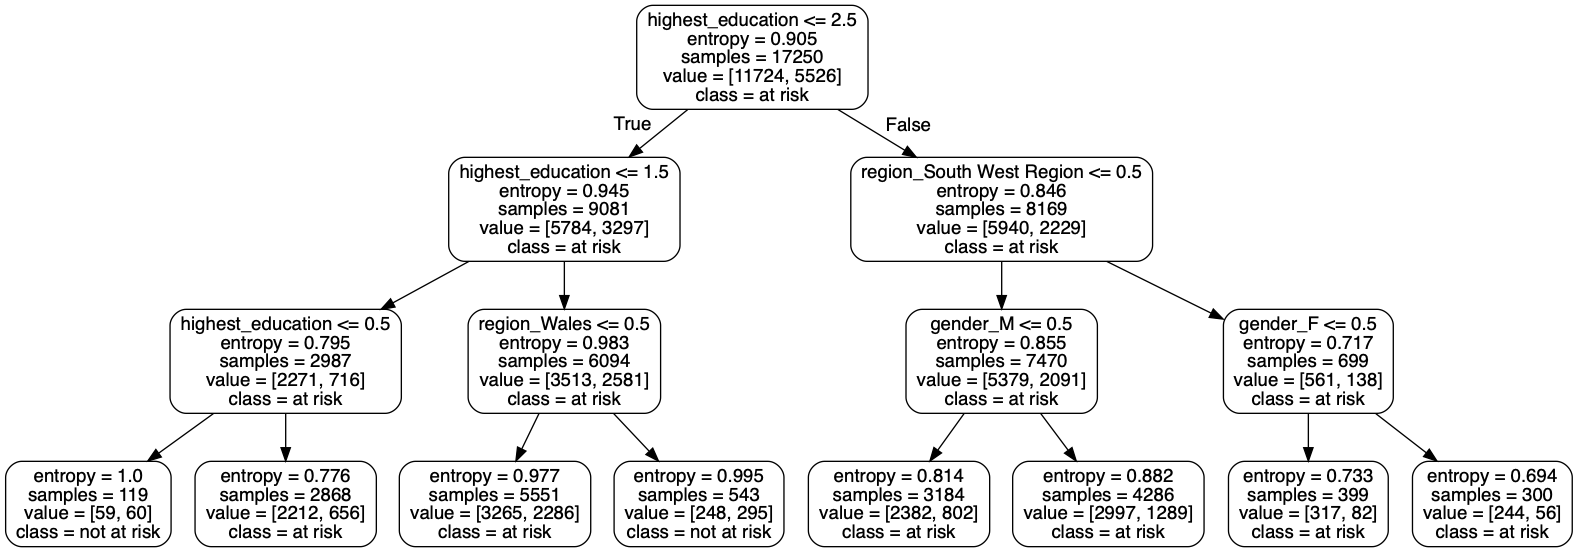 highest_education <= 2.5
entropy = 0.905
samples = 17250
value = [11724, 5526]
class = at risk
True
False
highest_education <= 1.5
entropy = 0.945
samples = 9081
value = [5784, 3297]
class = at risk
region_South West Region <= 0.5
entropy = 0.846
samples = 8169
value = [5940, 2229]
class = at risk
highest_education <= 0.5
entropy = 0.795
samples = 2987
value = [2271, 716]
class = at risk
region_Wales <= 0.5
entropy = 0.983
samples = 6094
value = [3513, 2581]
class = at risk
gender_M <= 0.5
entropy = 0.855
samples = 7470
value = [5379, 2091]
class = at risk
gender_F <= 0.5
entropy = 0.717
samples = 699
value = [561, 138]
class = at risk
entropy = 1.0
samples = 119
value = [59, 60]
class = not at risk
entropy = 0.776
samples = 2868
value = [2212, 656]
class = at risk
entropy = 0.977
samples = 5551
value = [3265, 2286]
class = at risk
entropy = 0.995
samples = 543
value = [248, 295]
class = not at risk
entropy = 0.814
samples = 3184
value = [2382, 802]
class = at risk
entropy = 0.882
samples = 4286
value = [2997, 1289]
class = at risk
entropy = 0.733
samples = 399
value = [317, 82]
class = at risk
entropy = 0.694
samples = 300
value = [244, 56]
class = at risk